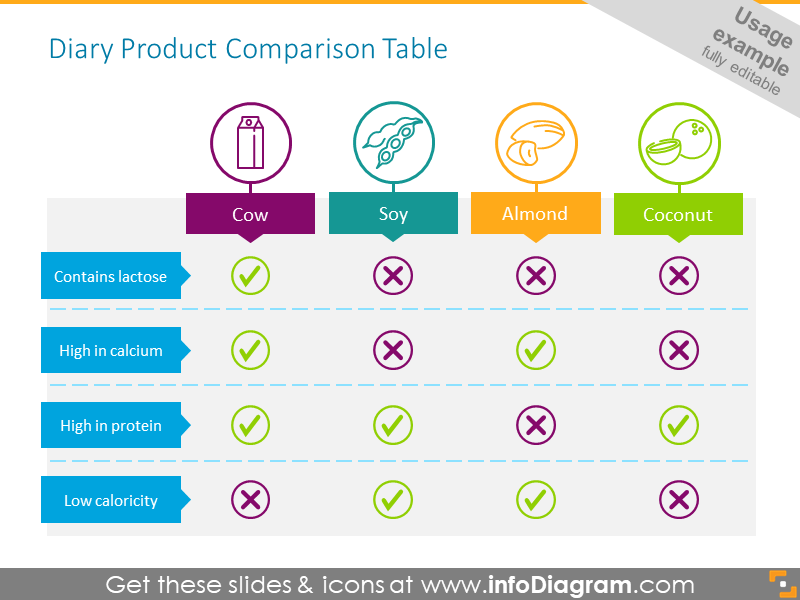 Diary Product Comparison Table
Usage
example
fully editable
Cow
Soy
Almond
Coconut
Contains lactose
High in calcium
High in protein
Low caloricity
Get these slides & icons at www.infoDiagram.com